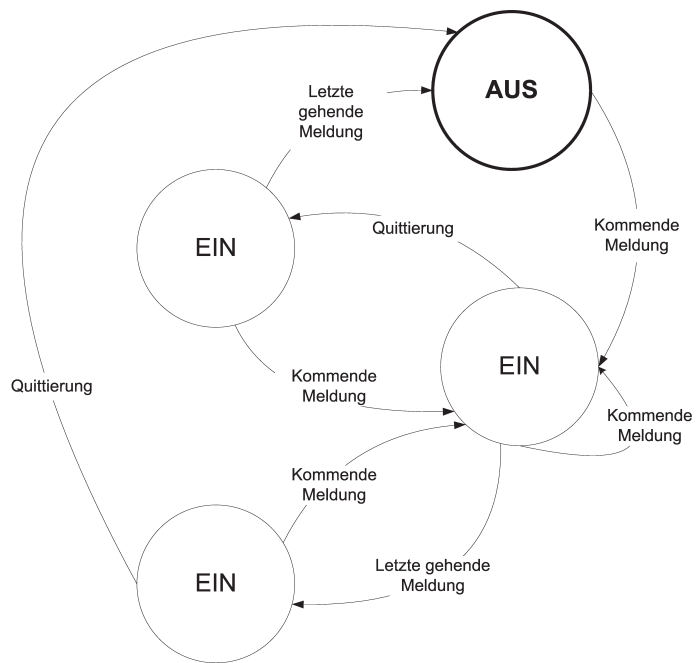 AUS
Letzte
gehende
Meldung
Kommende
Meldung
Quittierung
EIN
EIN
Kommende
Meldung
Quittierung
Kommende
Meldung
Kommende
Meldung
Letzte gehende
Meldung
EIN